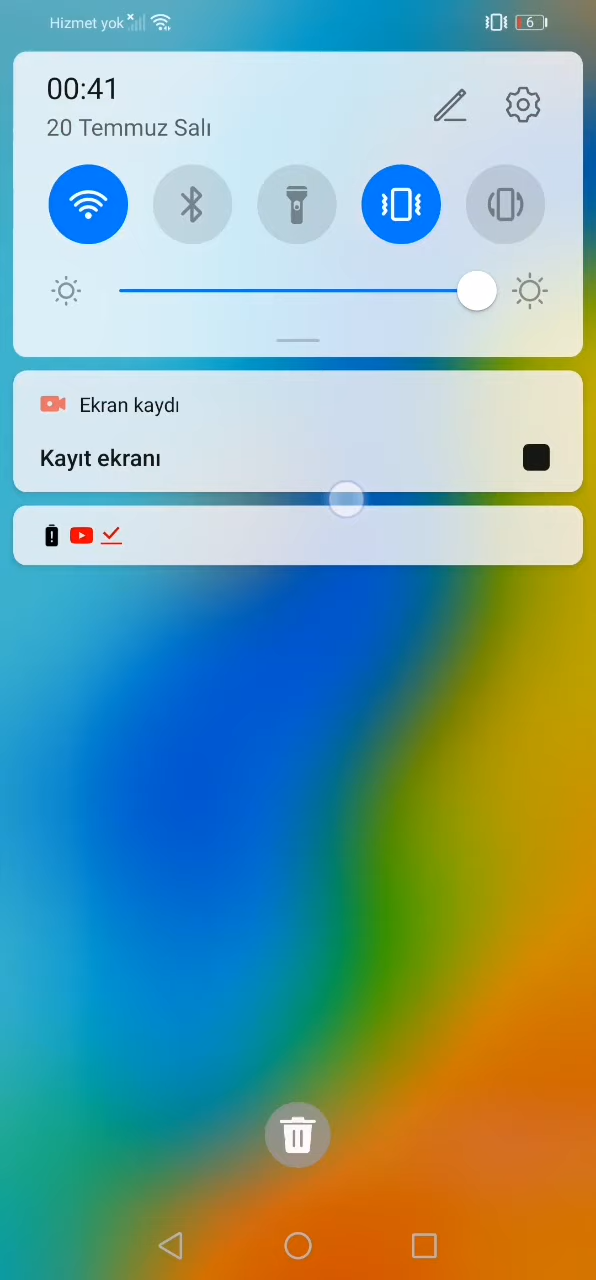 Hizmet yok
6
00:41
20 Temmuz Salı
Ekran kaydı
Kayıt ekranı